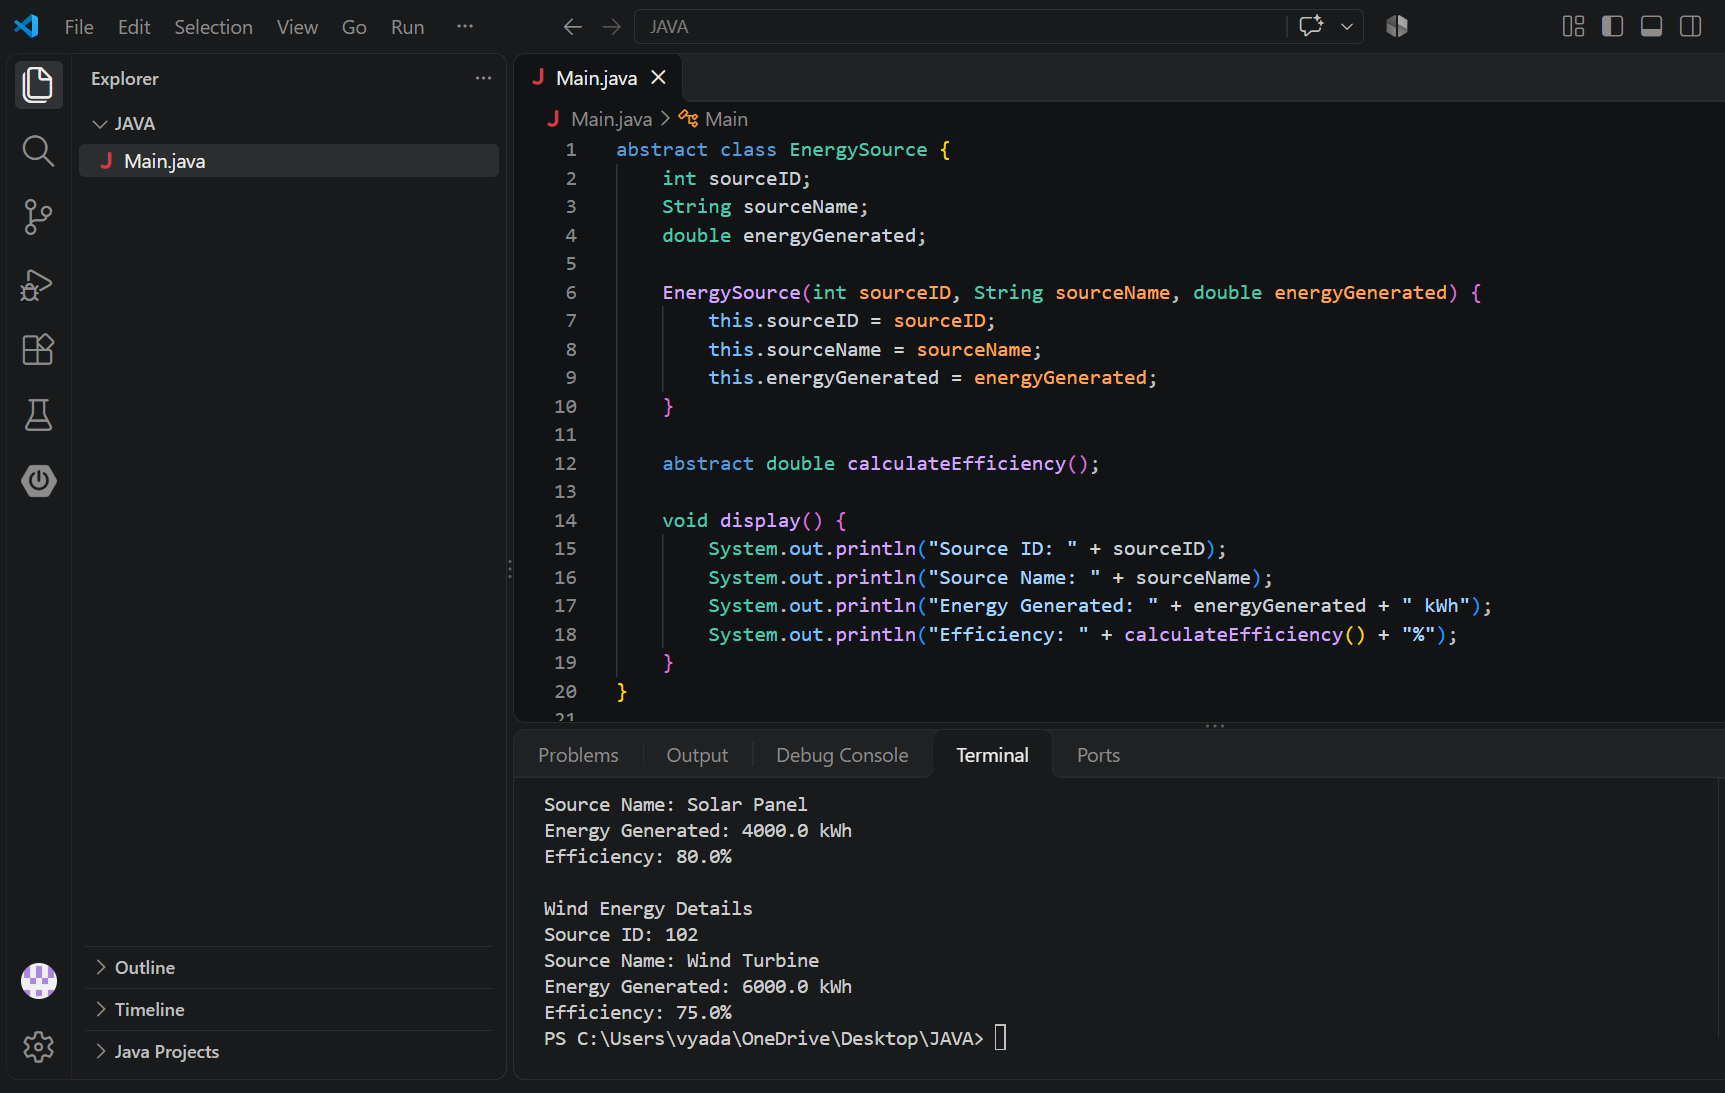 File Edit Selection View Go Run ···
JAVA
Explorer ···
JAVA
Main.java
Outline
Timeline
Java Projects
Main.java
Main.java > Main
1 abstract class EnergySource {
2     int sourceID;
3     String sourceName;
4     double energyGenerated;
5
6     EnergySource(int sourceID, String sourceName, double energyGenerated) {
7         this.sourceID = sourceID;
8         this.sourceName = sourceName;
9         this.energyGenerated = energyGenerated;
10     }
11
12     abstract double calculateEfficiency();
13
14     void display() {
15         System.out.println("Source ID: " + sourceID);
16         System.out.println("Source Name: " + sourceName);
17         System.out.println("Energy Generated: " + energyGenerated + " kWh");
18         System.out.println("Efficiency: " + calculateEfficiency() + "%");
19     }
20 }
21
Problems Output Debug Console Terminal Ports
Source Name: Solar Panel
Energy Generated: 4000.0 kWh
Efficiency: 80.0%
Wind Energy Details
Source ID: 102
Source Name: Wind Turbine
Energy Generated: 6000.0 kWh
Efficiency: 75.0%
PS C:\Users\vyada\OneDrive\Desktop\JAVA>